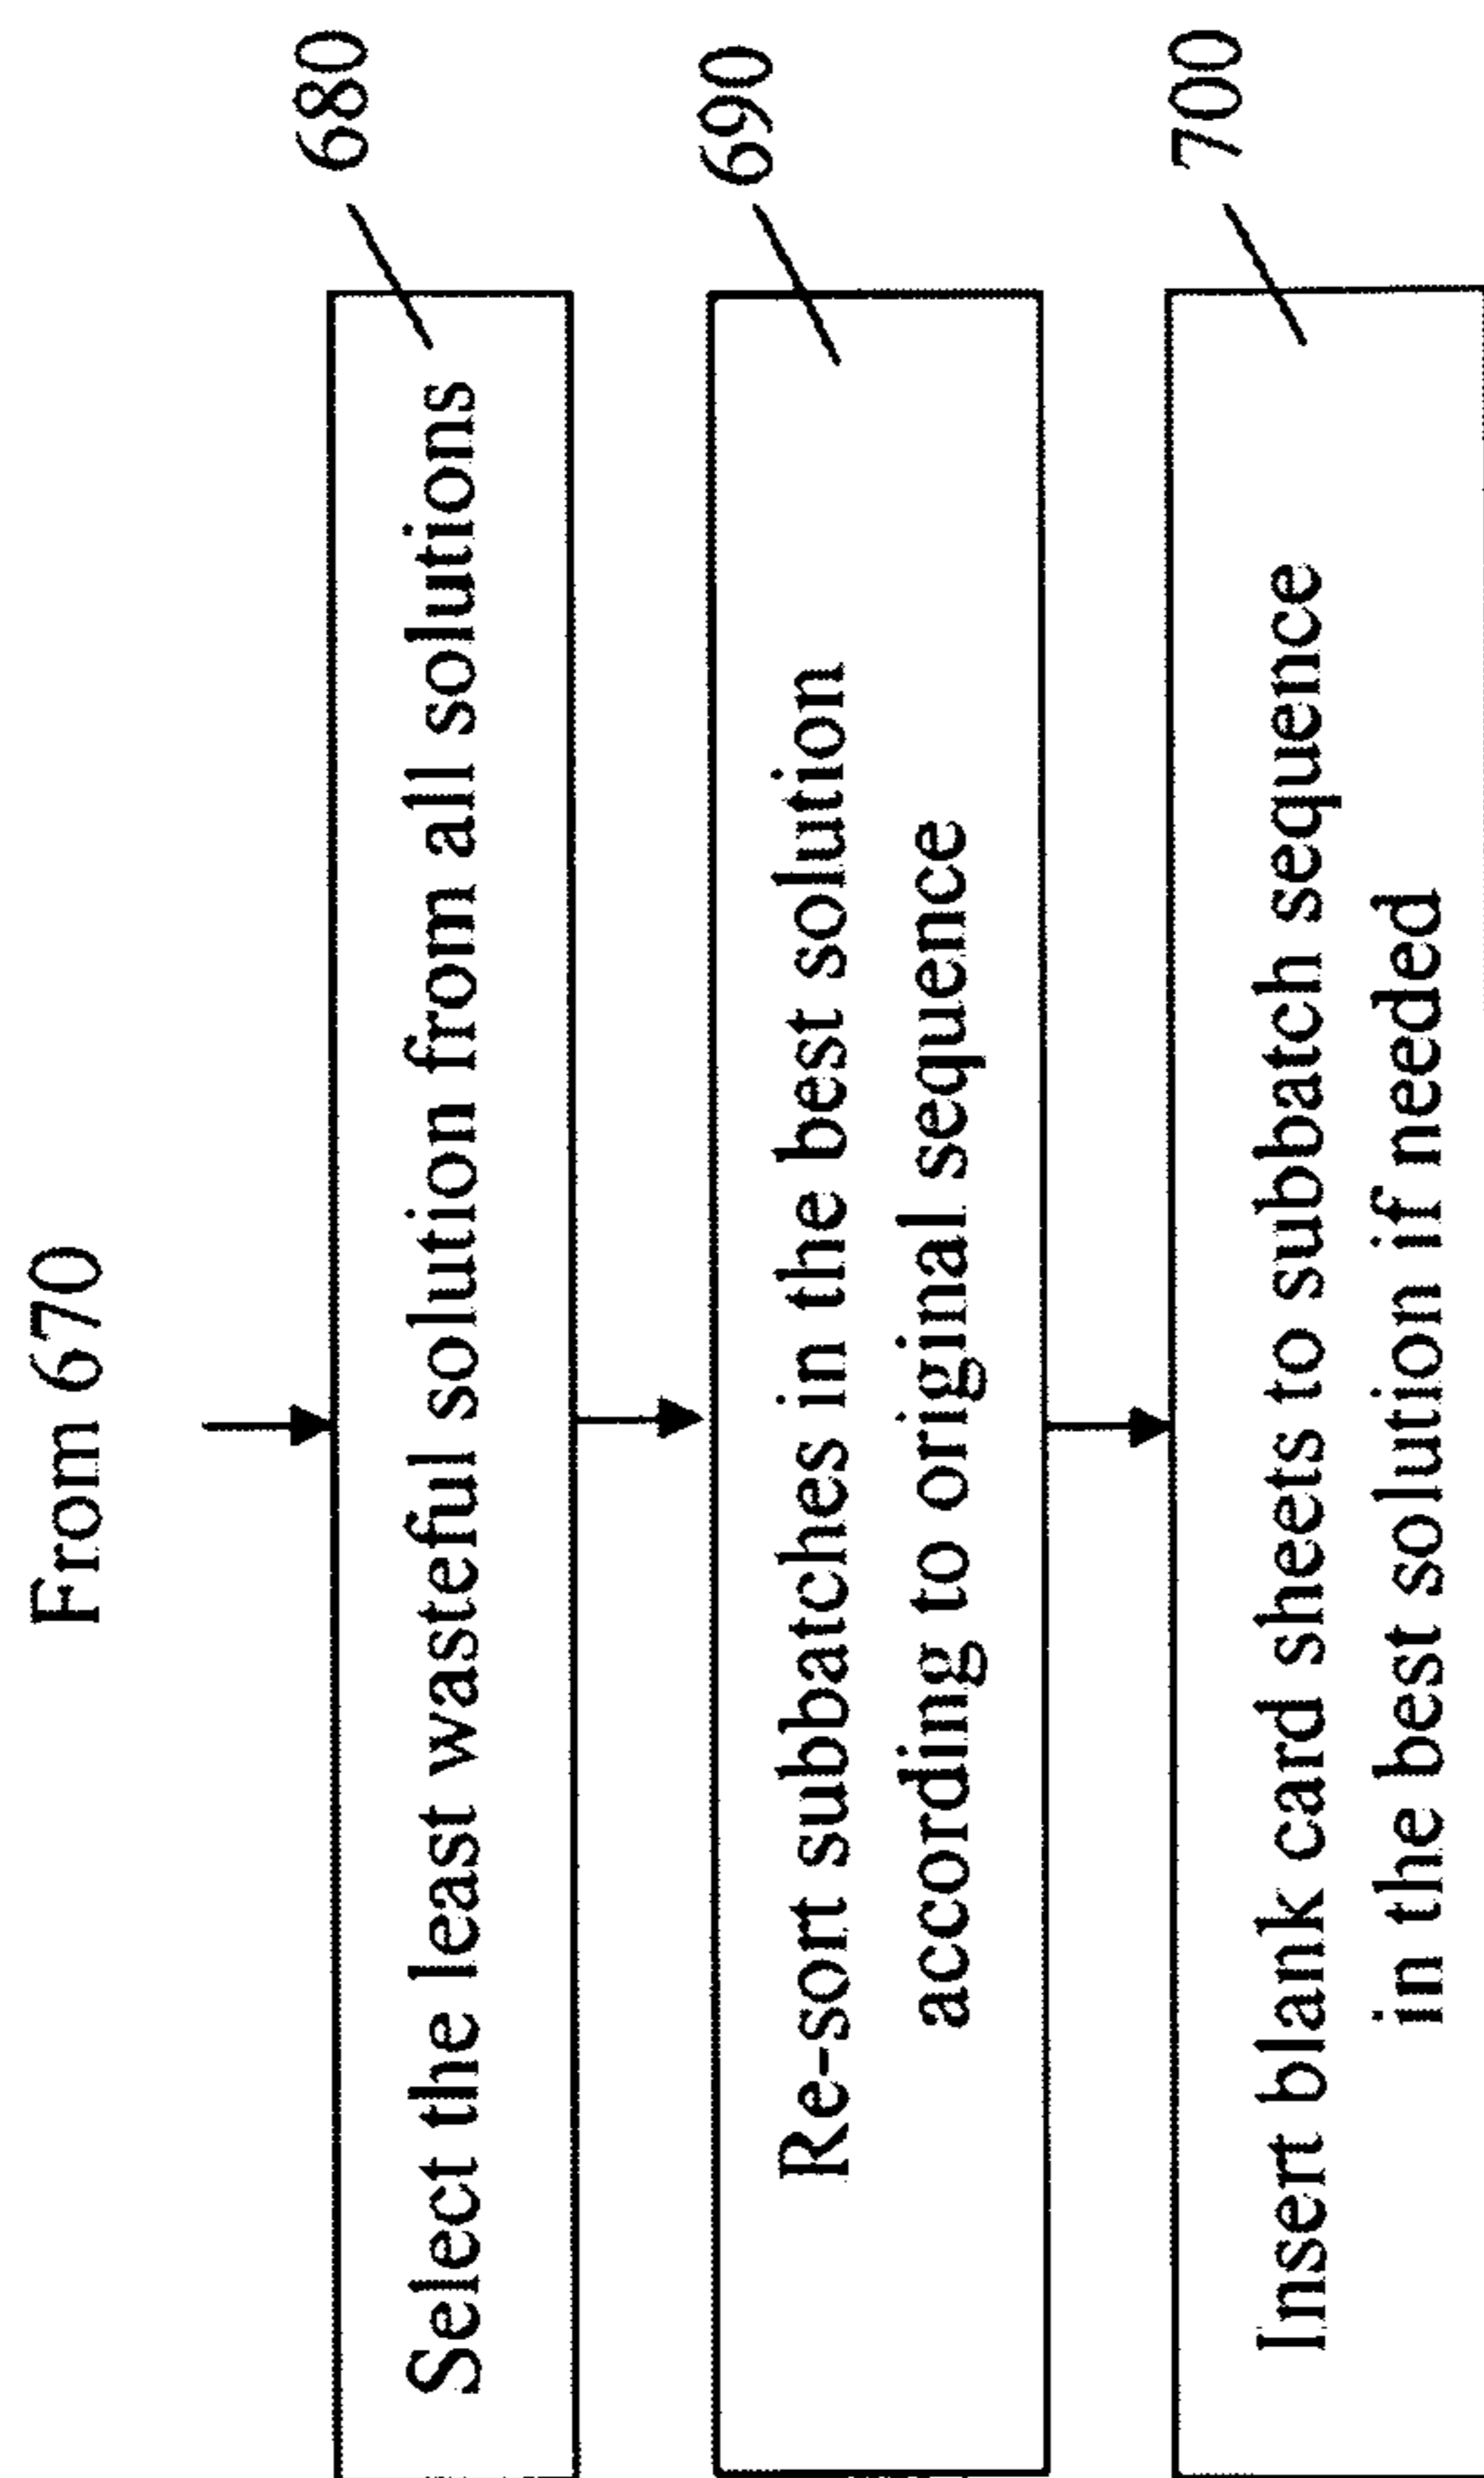 From 670
680
Select the least wasteful solution from all solutions
690
Re-sort subbatches in the best solution
according to original sequence
700
Insert blank card sheets to subbatch sequence
in the best solution if needed